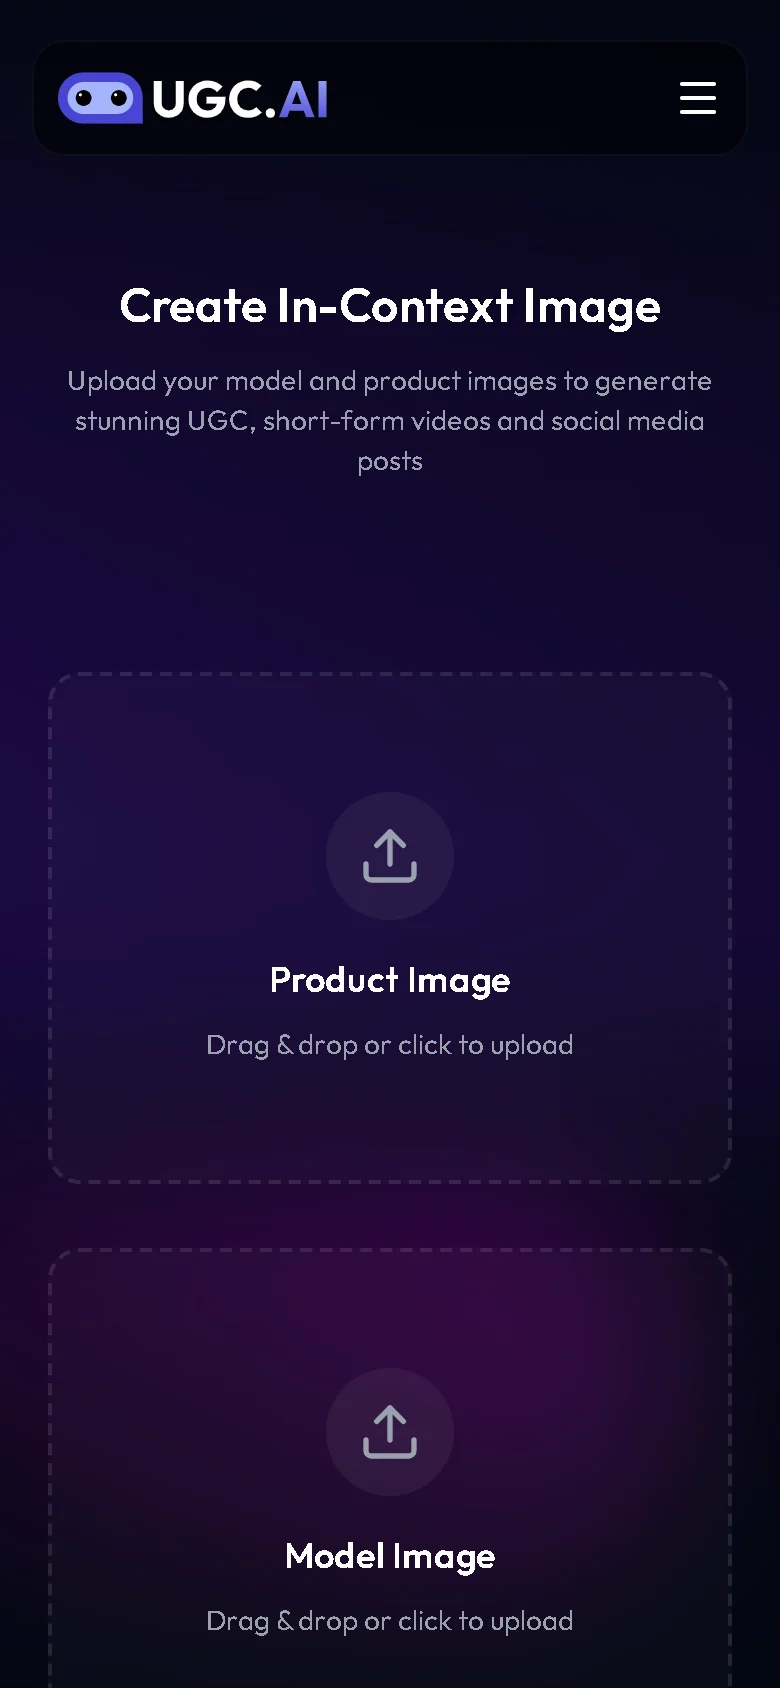 UGC.AI
Create In-Context Image
Upload your model and product images to generate
stunning UGC, short-form videos and social media
posts
Product Image
Drag & drop or click to upload
Model Image
Drag & drop or click to upload